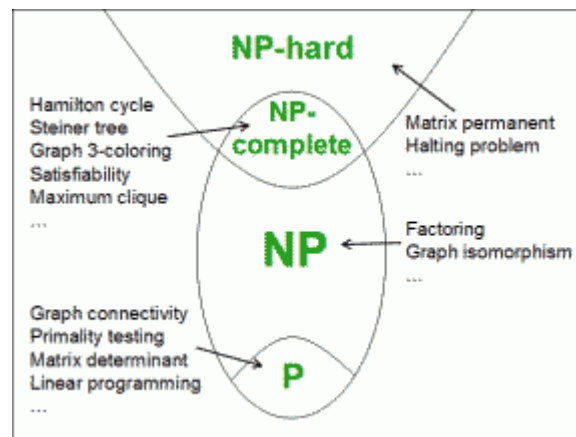 NP-hard
NP-
complete
Hamilton cycle
Steiner tree
Graph 3-coloring
Satisfiability
Maximum clique
...
Matrix permanent
Halting problem
...
NP
Factoring
Graph isomorphism
...
Graph connectivity
Primality testing
Matrix determinant
Linear programming
...
P